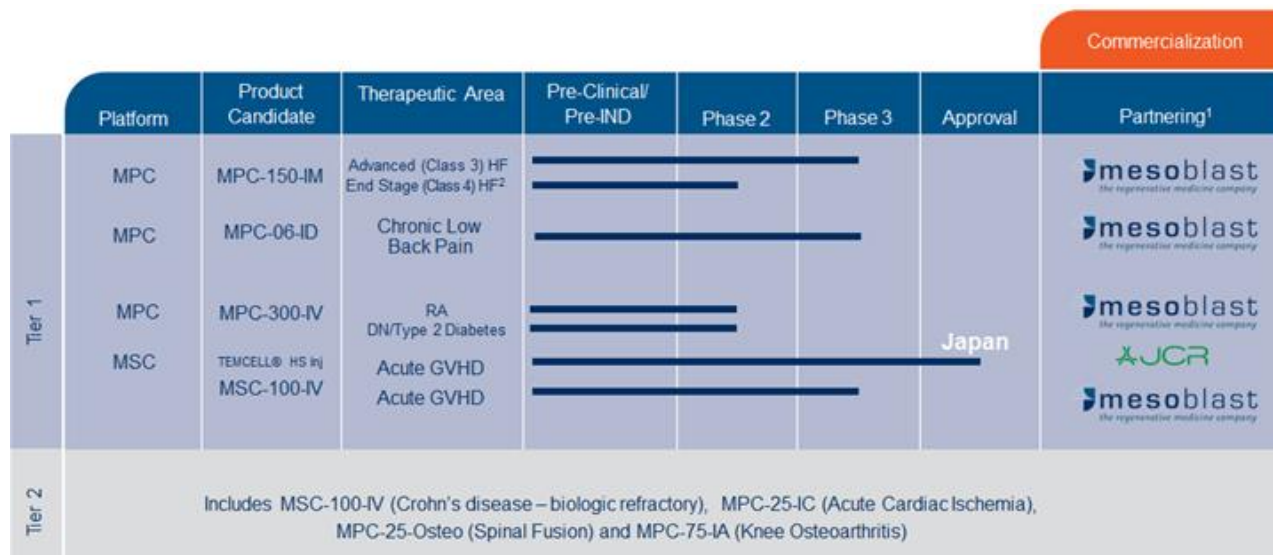 Commercialization
Platform
Product
Candidate
Therapeutic Area
Pre-Clinical/
Pre-IND
Phase 2
Phase 3
Approval
Partnering¹
Tier 1
MPC
MPC-150-IM
Advanced (Class 3) HF
End Stage (Class 4) HF²
mesoblast
the regenerative medicine company
MPC
MPC-06-ID
Chronic Low
Back Pain
mesoblast
the regenerative medicine company
MPC
MPC-300-IV
RA
DN/Type 2 Diabetes
mesoblast
the regenerative medicine company
MSC
TEMCELL® HS Inj
Acute GVHD
Japan
JCR
MSC-100-IV
Acute GVHD
mesoblast
the regenerative medicine company
Tier 2
Includes MSC-100-IV (Crohn's disease – biologic refractory), MPC-25-IC (Acute Cardiac Ischemia),
MPC-25-Osteo (Spinal Fusion) and MPC-75-IA (Knee Osteoarthritis)